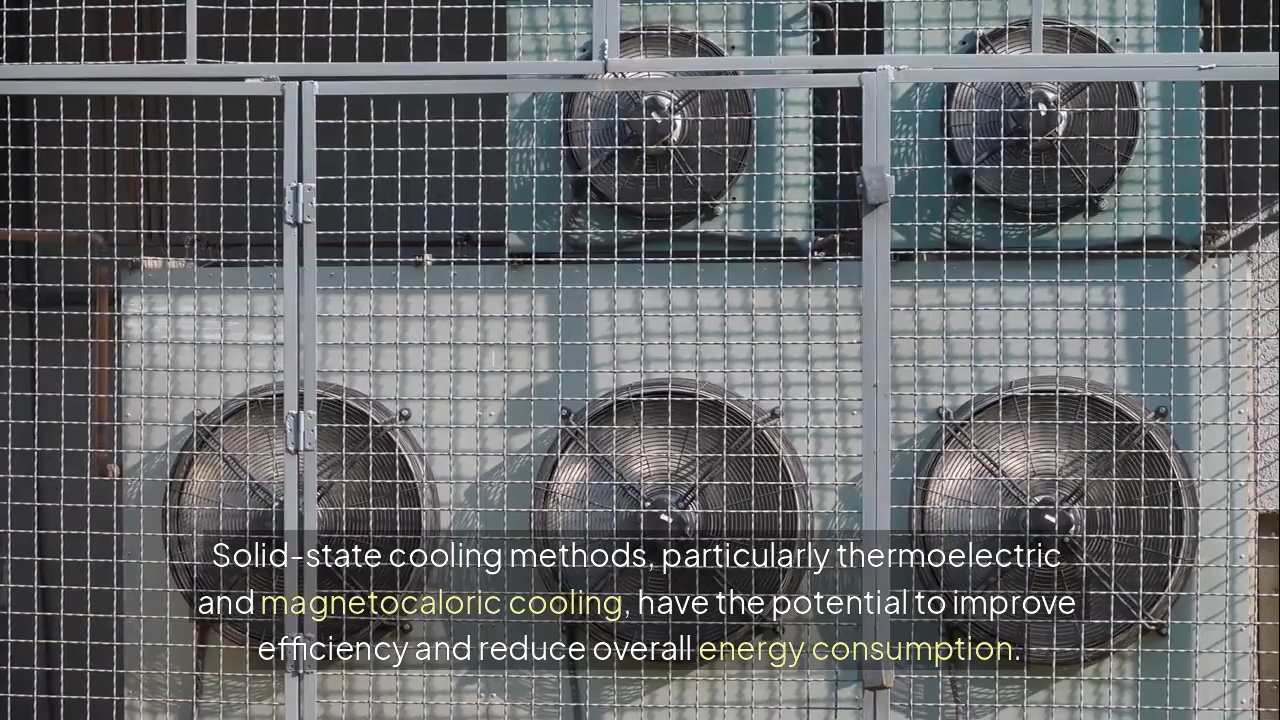 Solid-state cooling methods, particularly thermoelectric
and magnetocaloric cooling, have the potential to improve
efficiency and reduce overall energy consumption.